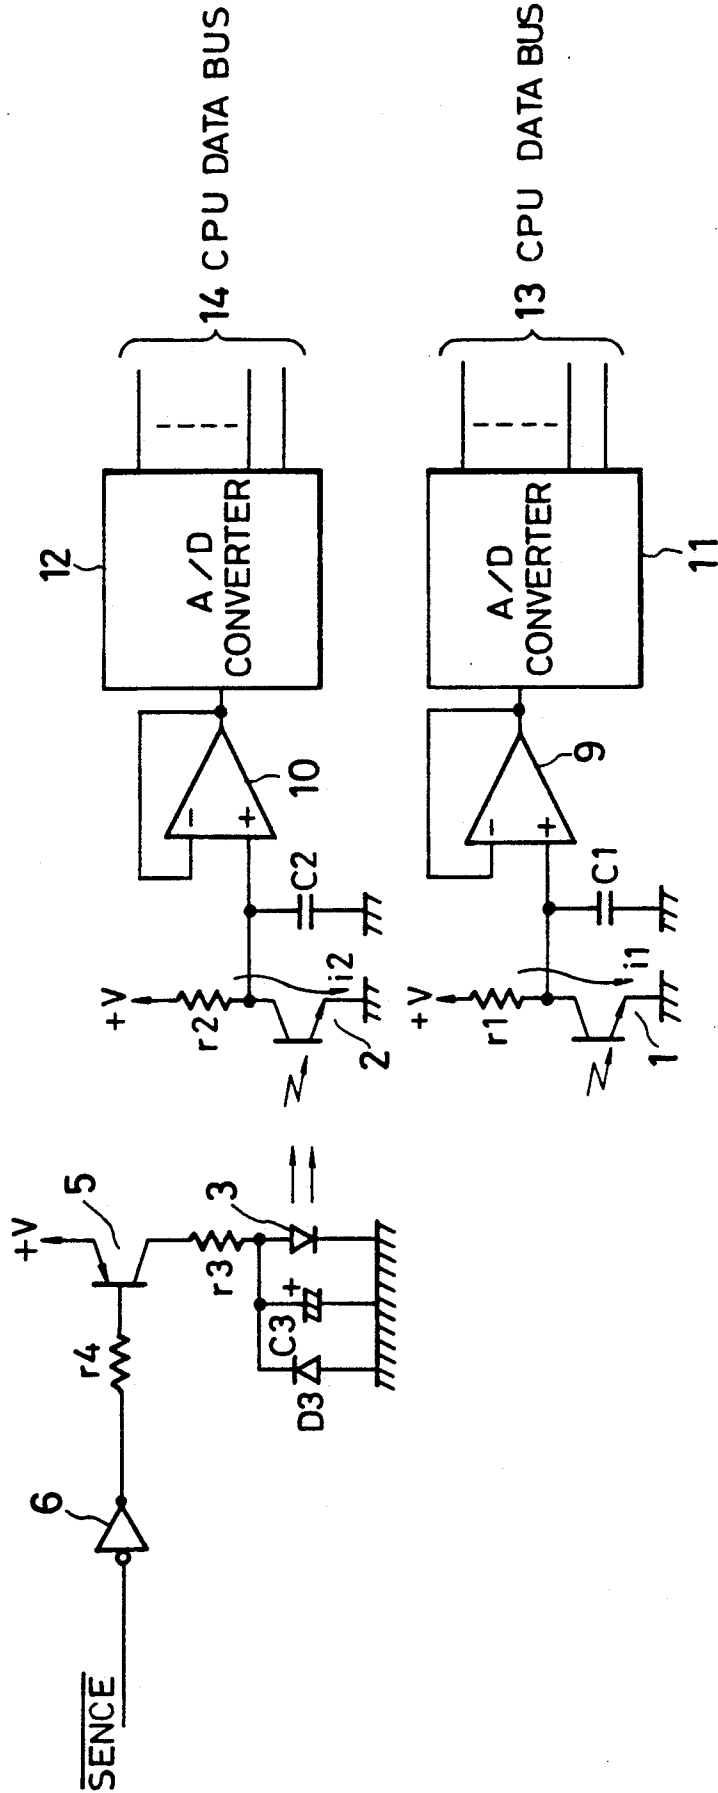 SENCE
6
r4
+V
5
r3
3
C3
+
D3
+V
r2
i2
2
C2
-
+
10
12
A/D
CONVERTER
14 CPU DATA BUS
+V
r1
i1
1
C1
-
+
9
11
A/D
CONVERTER
13 CPU DATA BUS